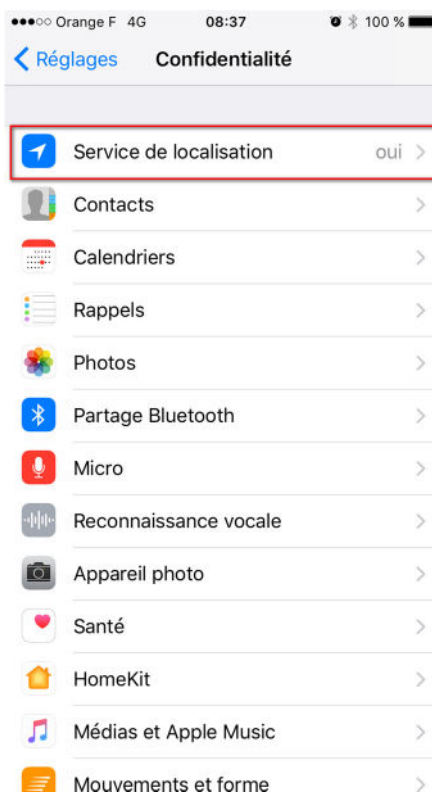 Orange F 4G 08:37 100 %
Réglages Confidentialité
Service de localisation oui
Contacts
Calendriers
Rappels
Photos
Partage Bluetooth
Micro
Reconnaissance vocale
Appareil photo
Santé
HomeKit
Médias et Apple Music
Mouvements et forme